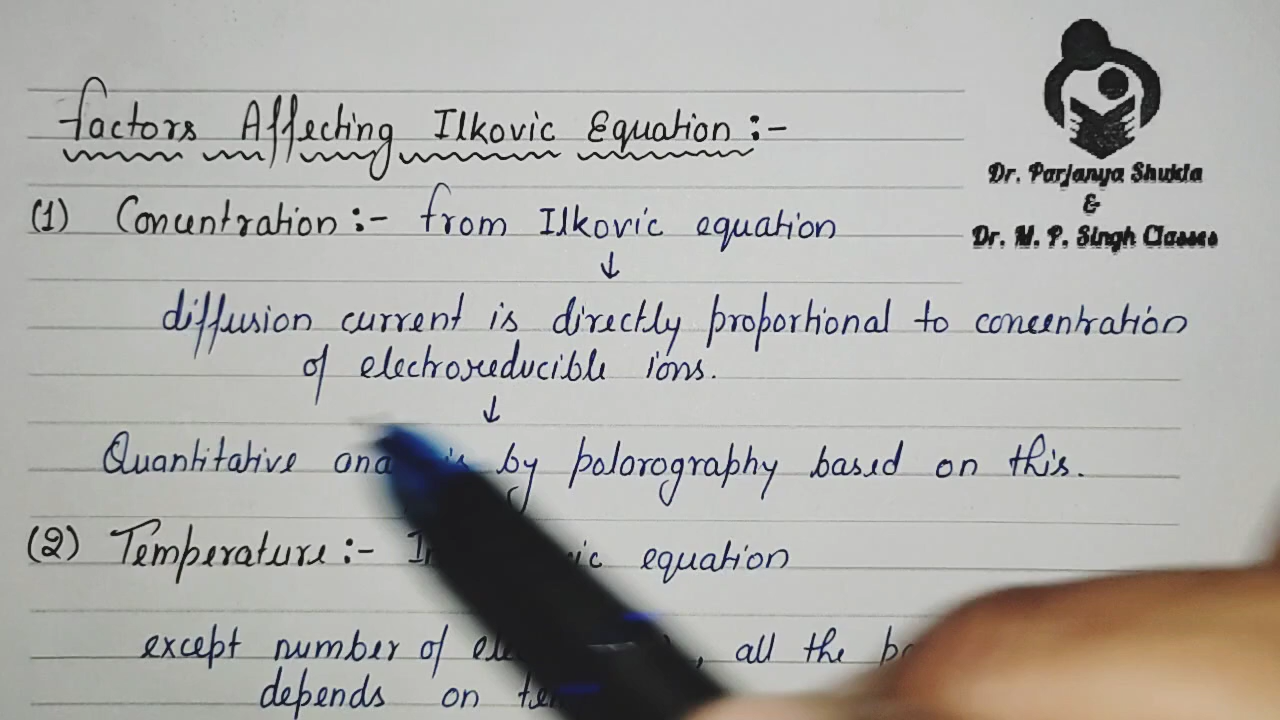 Factors Affecting Ilkovic Equation :-
Dr. Parjanya Shukla
&
Dr. M. P. Singh Classes
(1) Concentration :- from Ilkovic equation
↓
diffusion current is directly proportional to concentration
of electroreducible ions.
↓
Quantitative by polorography based on this.
(2) Temperature :- equation
except number of , all the
depends on